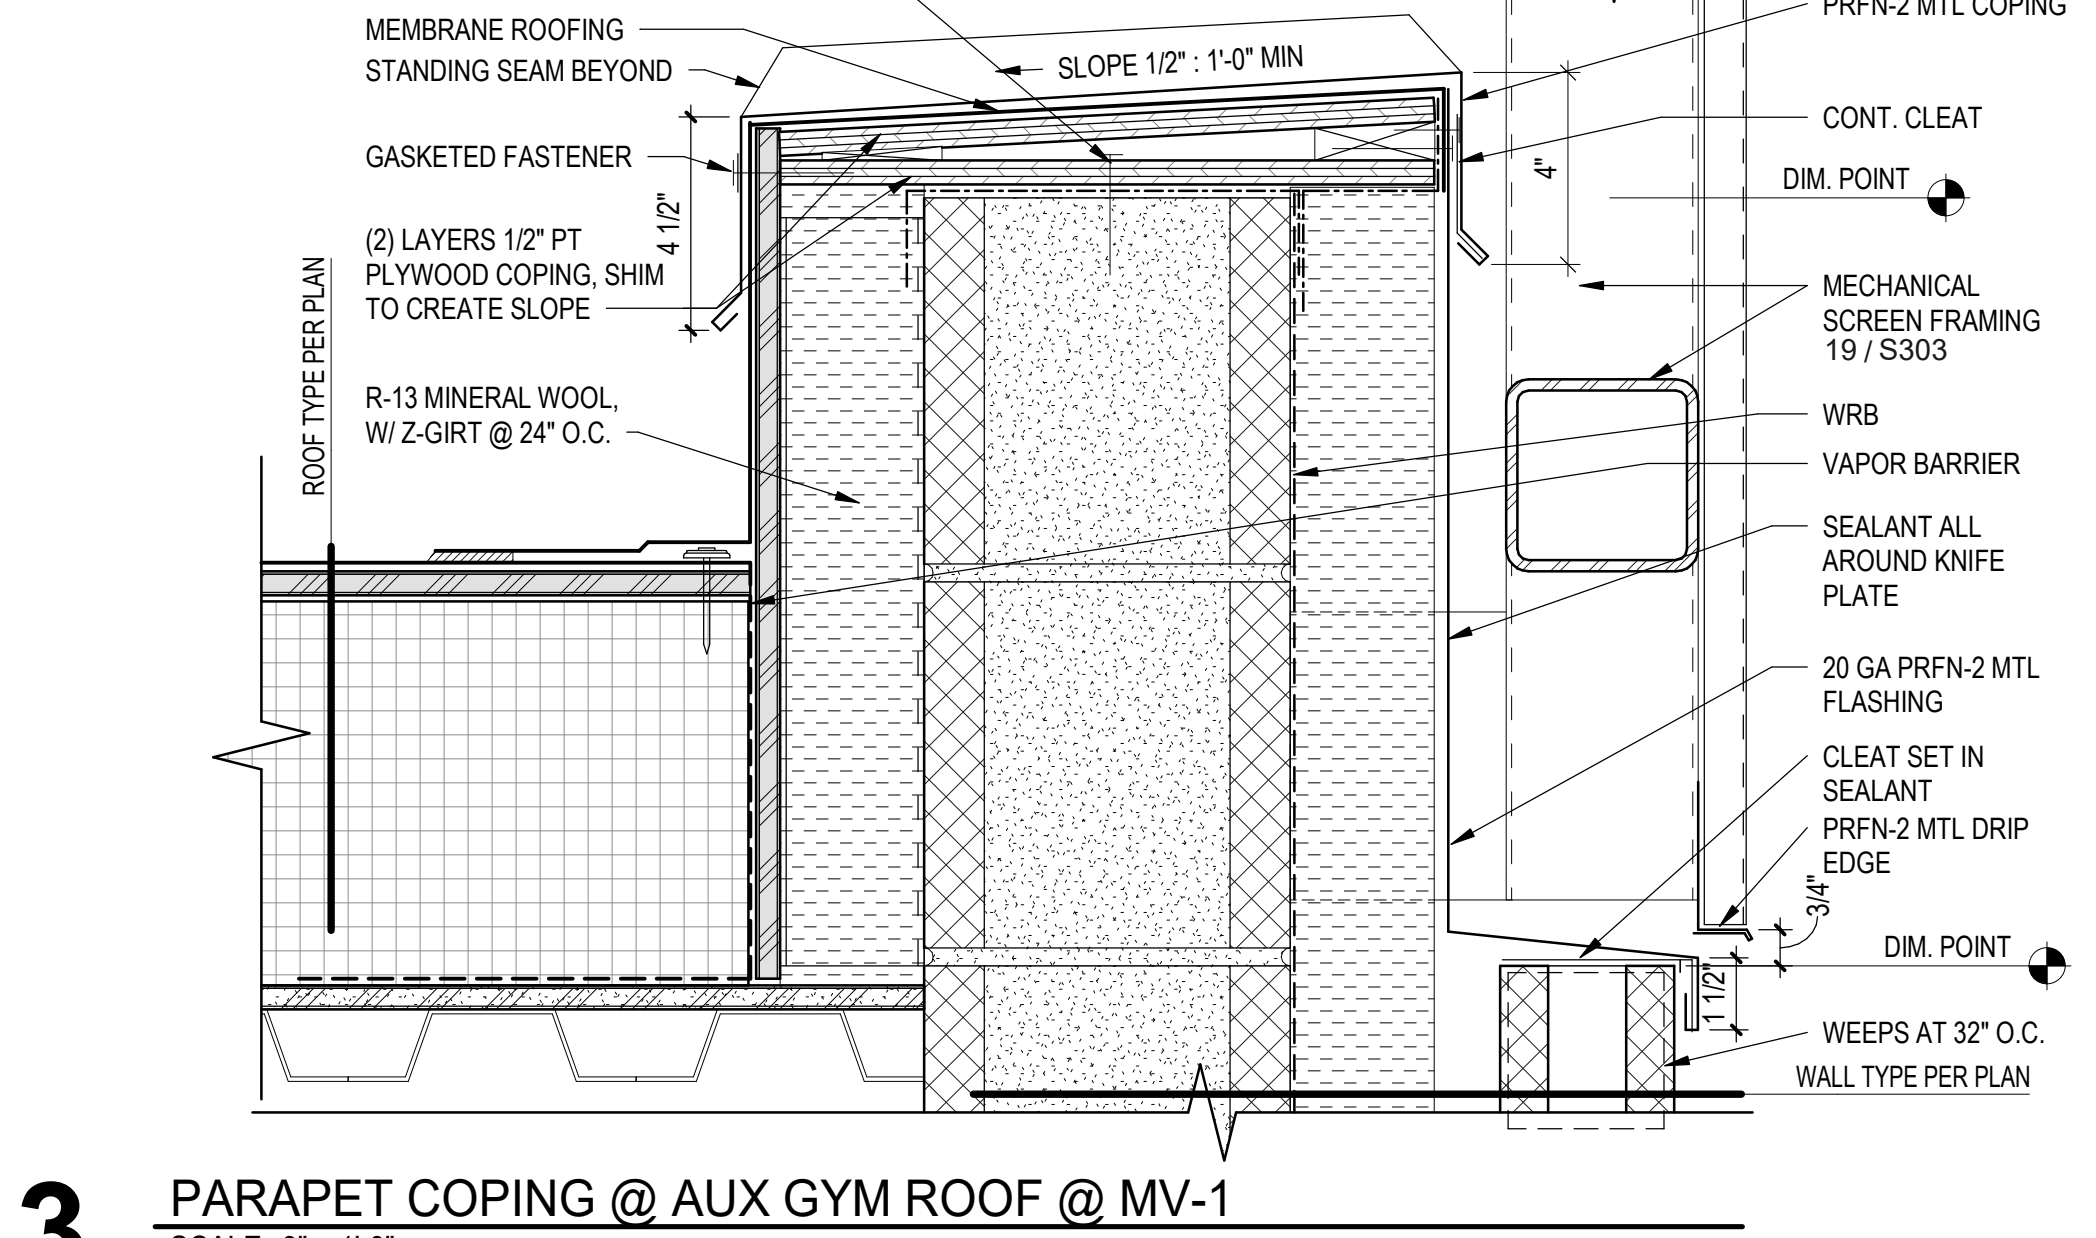 PRFN-2 MTL COPING
MEMBRANE ROOFING
STANDING SEAM BEYOND
SLOPE 1/2" : 1'-0" MIN
CONT. CLEAT
GASKETED FASTENER
4"
DIM. POINT
4 1/2"
(2) LAYERS 1/2" PT
PLYWOOD COPING, SHIM
TO CREATE SLOPE
ROOF TYPE PER PLAN
MECHANICAL
SCREEN FRAMING
19 / S303
R-13 MINERAL WOOL,
W/ Z-GIRT @ 24" O.C.
WRB
VAPOR BARRIER
SEALANT ALL
AROUND KNIFE
PLATE
20 GA PRFN-2 MTL
FLASHING
CLEAT SET IN
SEALANT
PRFN-2 MTL DRIP
EDGE
3/4"
DIM. POINT
1 1/2"
WEEPS AT 32" O.C.
WALL TYPE PER PLAN
3
PARAPET COPING @ AUX GYM ROOF @ MV-1